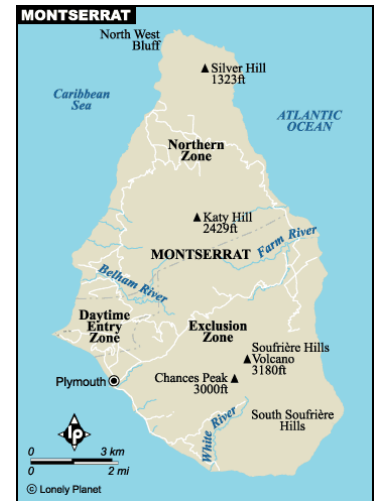 MONTSERRAT
North West
Bluff
Silver Hill
1323ft
Caribbean
Sea
ATLANTIC
OCEAN
Northern
Zone
Katy Hill
2429ft
MONTSERRAT
Farm River
Belham River
Daytime
Entry
Zone
Exclusion
Zone
Soufrière Hills
Volcano
3180ft
Plymouth
Chances Peak
3000ft
White River
South Soufrière
Hills
lp
0 3 km
0 2 mi
© Lonely Planet